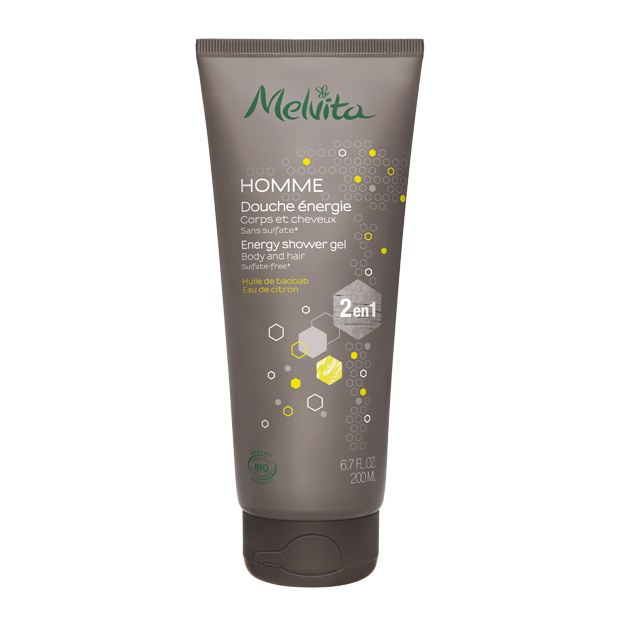 Melvita
HOMME
Douche énergie
Corps et cheveux
Sans sulfate*
Energy shower gel
Body and hair
Sulfate-free*
Huile de baobab
Eau de citron
2en1
BIO
6.7 FL.OZ.
200 ML